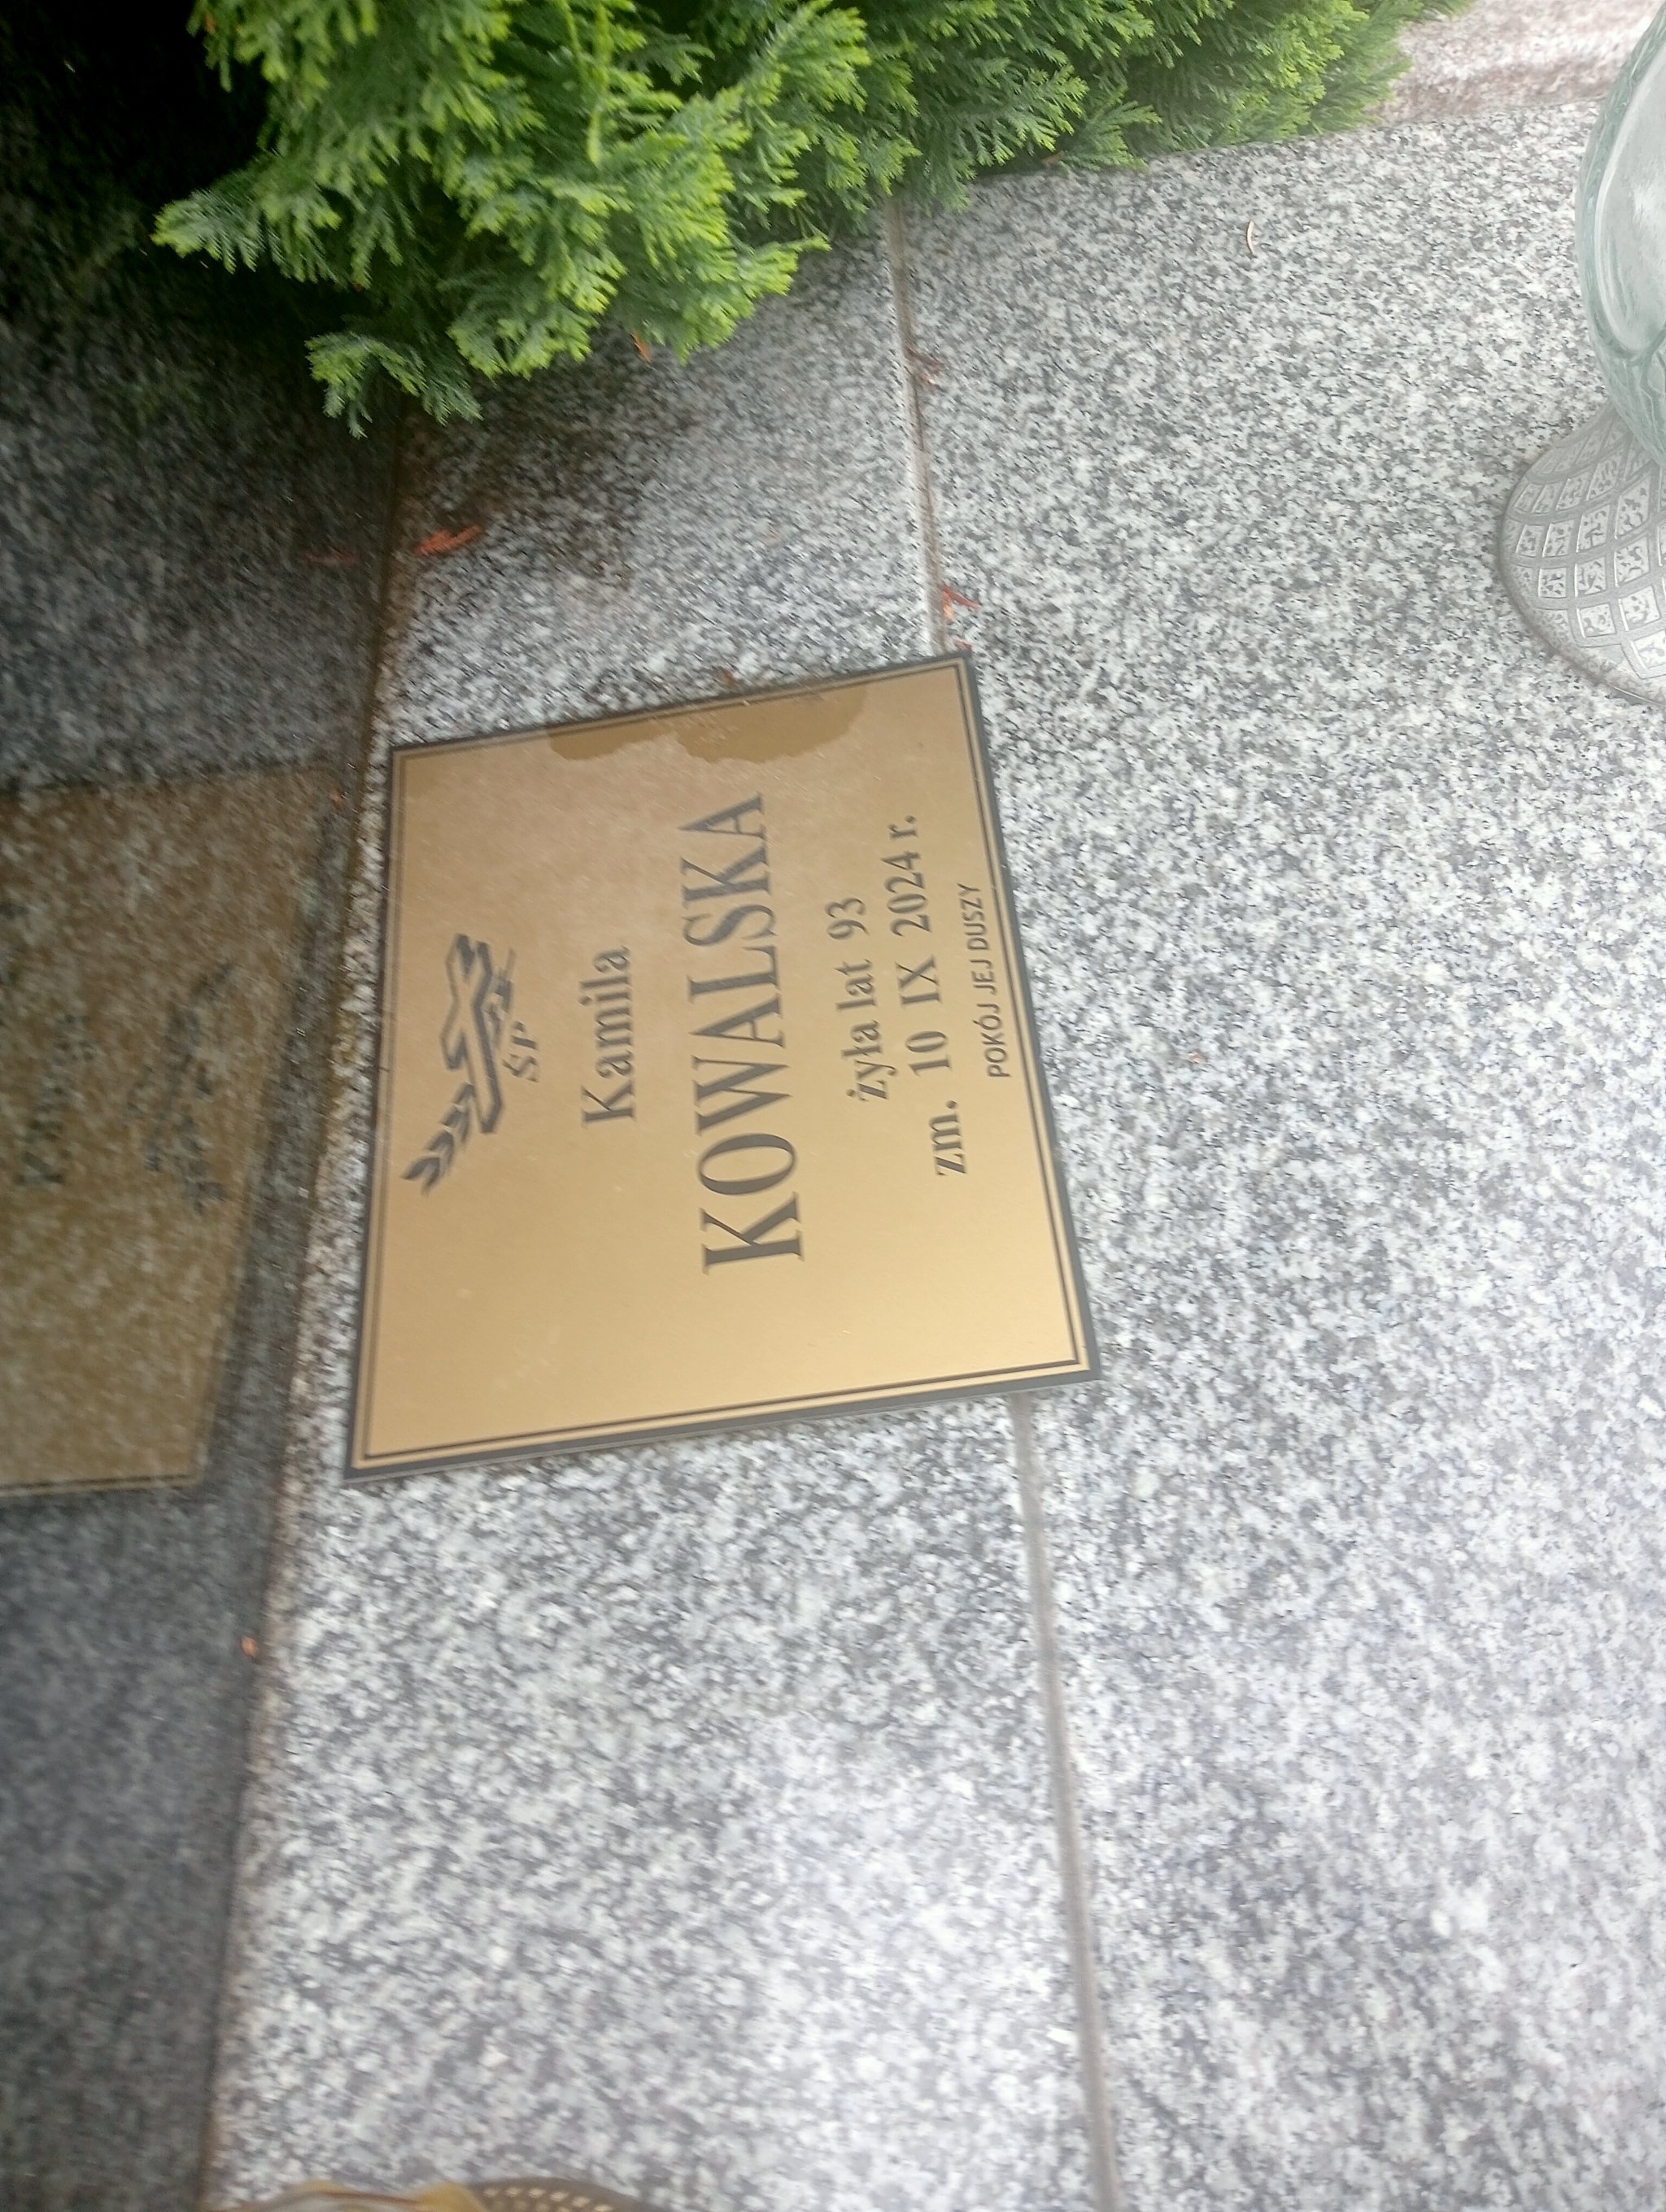 ŚP
Kamila
KOWALSKA
żyła lat 93
zm. 10 IX 2024 r.
POKÓJ JEJ DUSZY